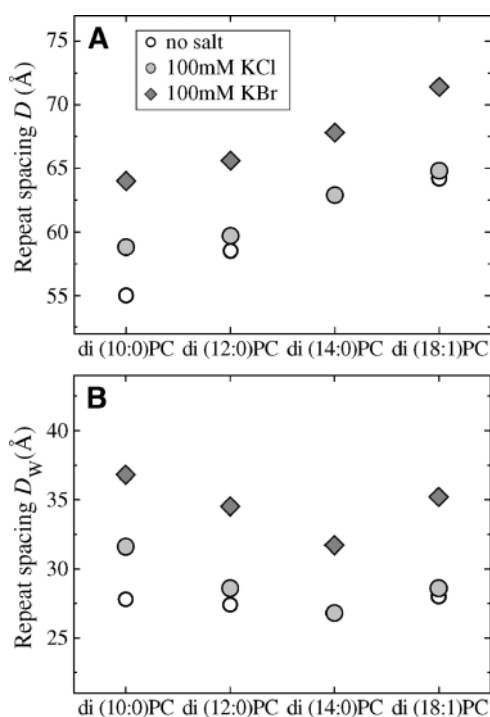 A
no salt
100mM KCl
100mM KBr
Repeat spacing D (Å)
75
70
65
60
55
di (10:0)PC di (12:0)PC di (14:0)PC di (18:1)PC
B
Repeat spacing DW(Å)
40
35
30
25
di (10:0)PC di (12:0)PC di (14:0)PC di (18:1)PC